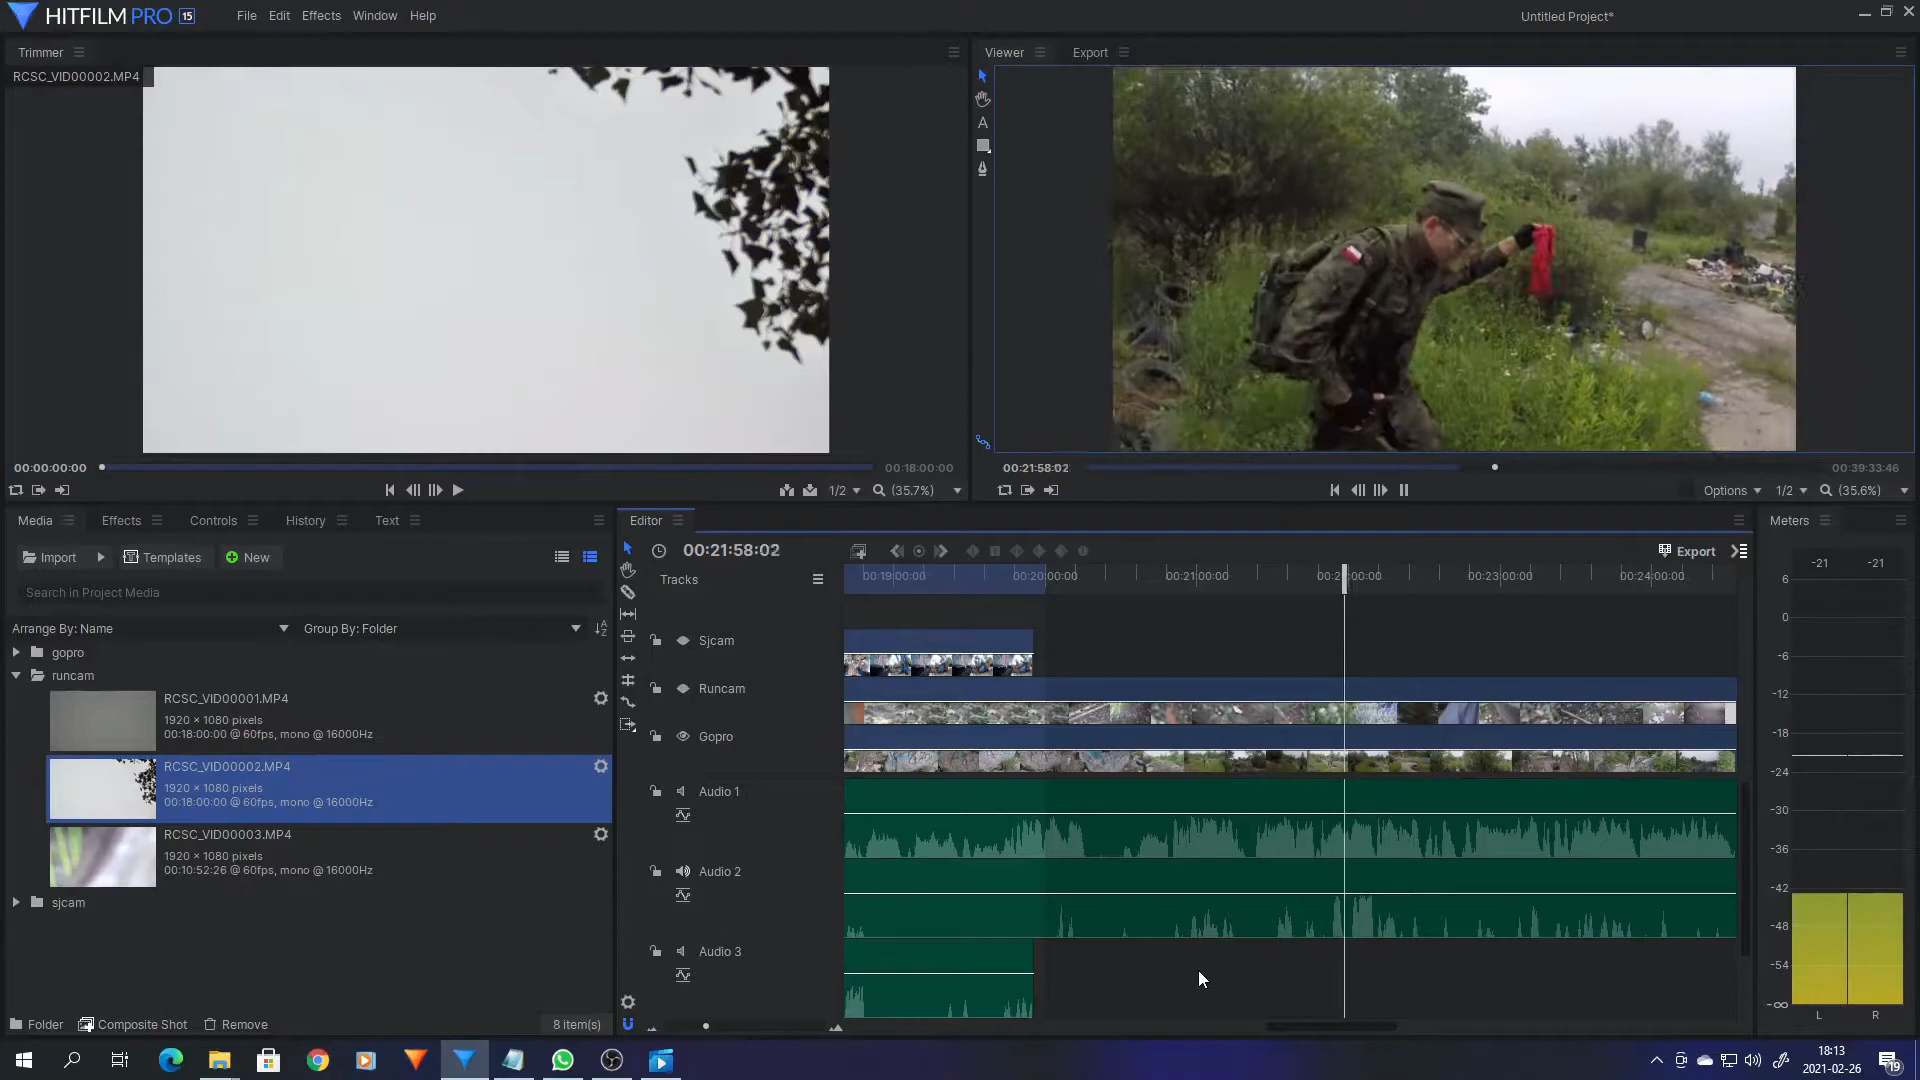 HITFILM PRO 15
File Edit Effects Window Help
Untitled Project*
Trimmer
Viewer
Export
RCSC_VID00002.MP4
A
00:00:00:00
00:18:00:00
00:21:58:02
00:39:33:46
1/2
(35.7%)
Options
1/2
(35.6%)
Media
Effects
Controls
History
Text
Editor
Meters
Import
Templates
New
00:21:58:02
Export
-21 -21
Search in Project Media
Tracks
00:19:00:00
00:20:00:00
00:21:00:00
00:22:00:00
00:23:00:00
00:24:00:00
Arrange By: Name
Group By: Folder
gopro
runcam
RCSC_VID00001.MP4
1920 × 1080 pixels
00:18:00:00 @ 60fps, mono @ 16000Hz
RCSC_VID00002.MP4
1920 × 1080 pixels
00:18:00:00 @ 60fps, mono @ 16000Hz
RCSC_VID00003.MP4
1920 × 1080 pixels
00:10:52:26 @ 60fps, mono @ 16000Hz
sjcam
Sjcam
Runcam
Gopro
Audio 1
Audio 2
Audio 3
6
0
-6
-12
-18
-24
-30
-36
-42
-48
-54
-∞
L R
Folder
Composite Shot
Remove
8 item(s)
18:13
2021-02-26
19